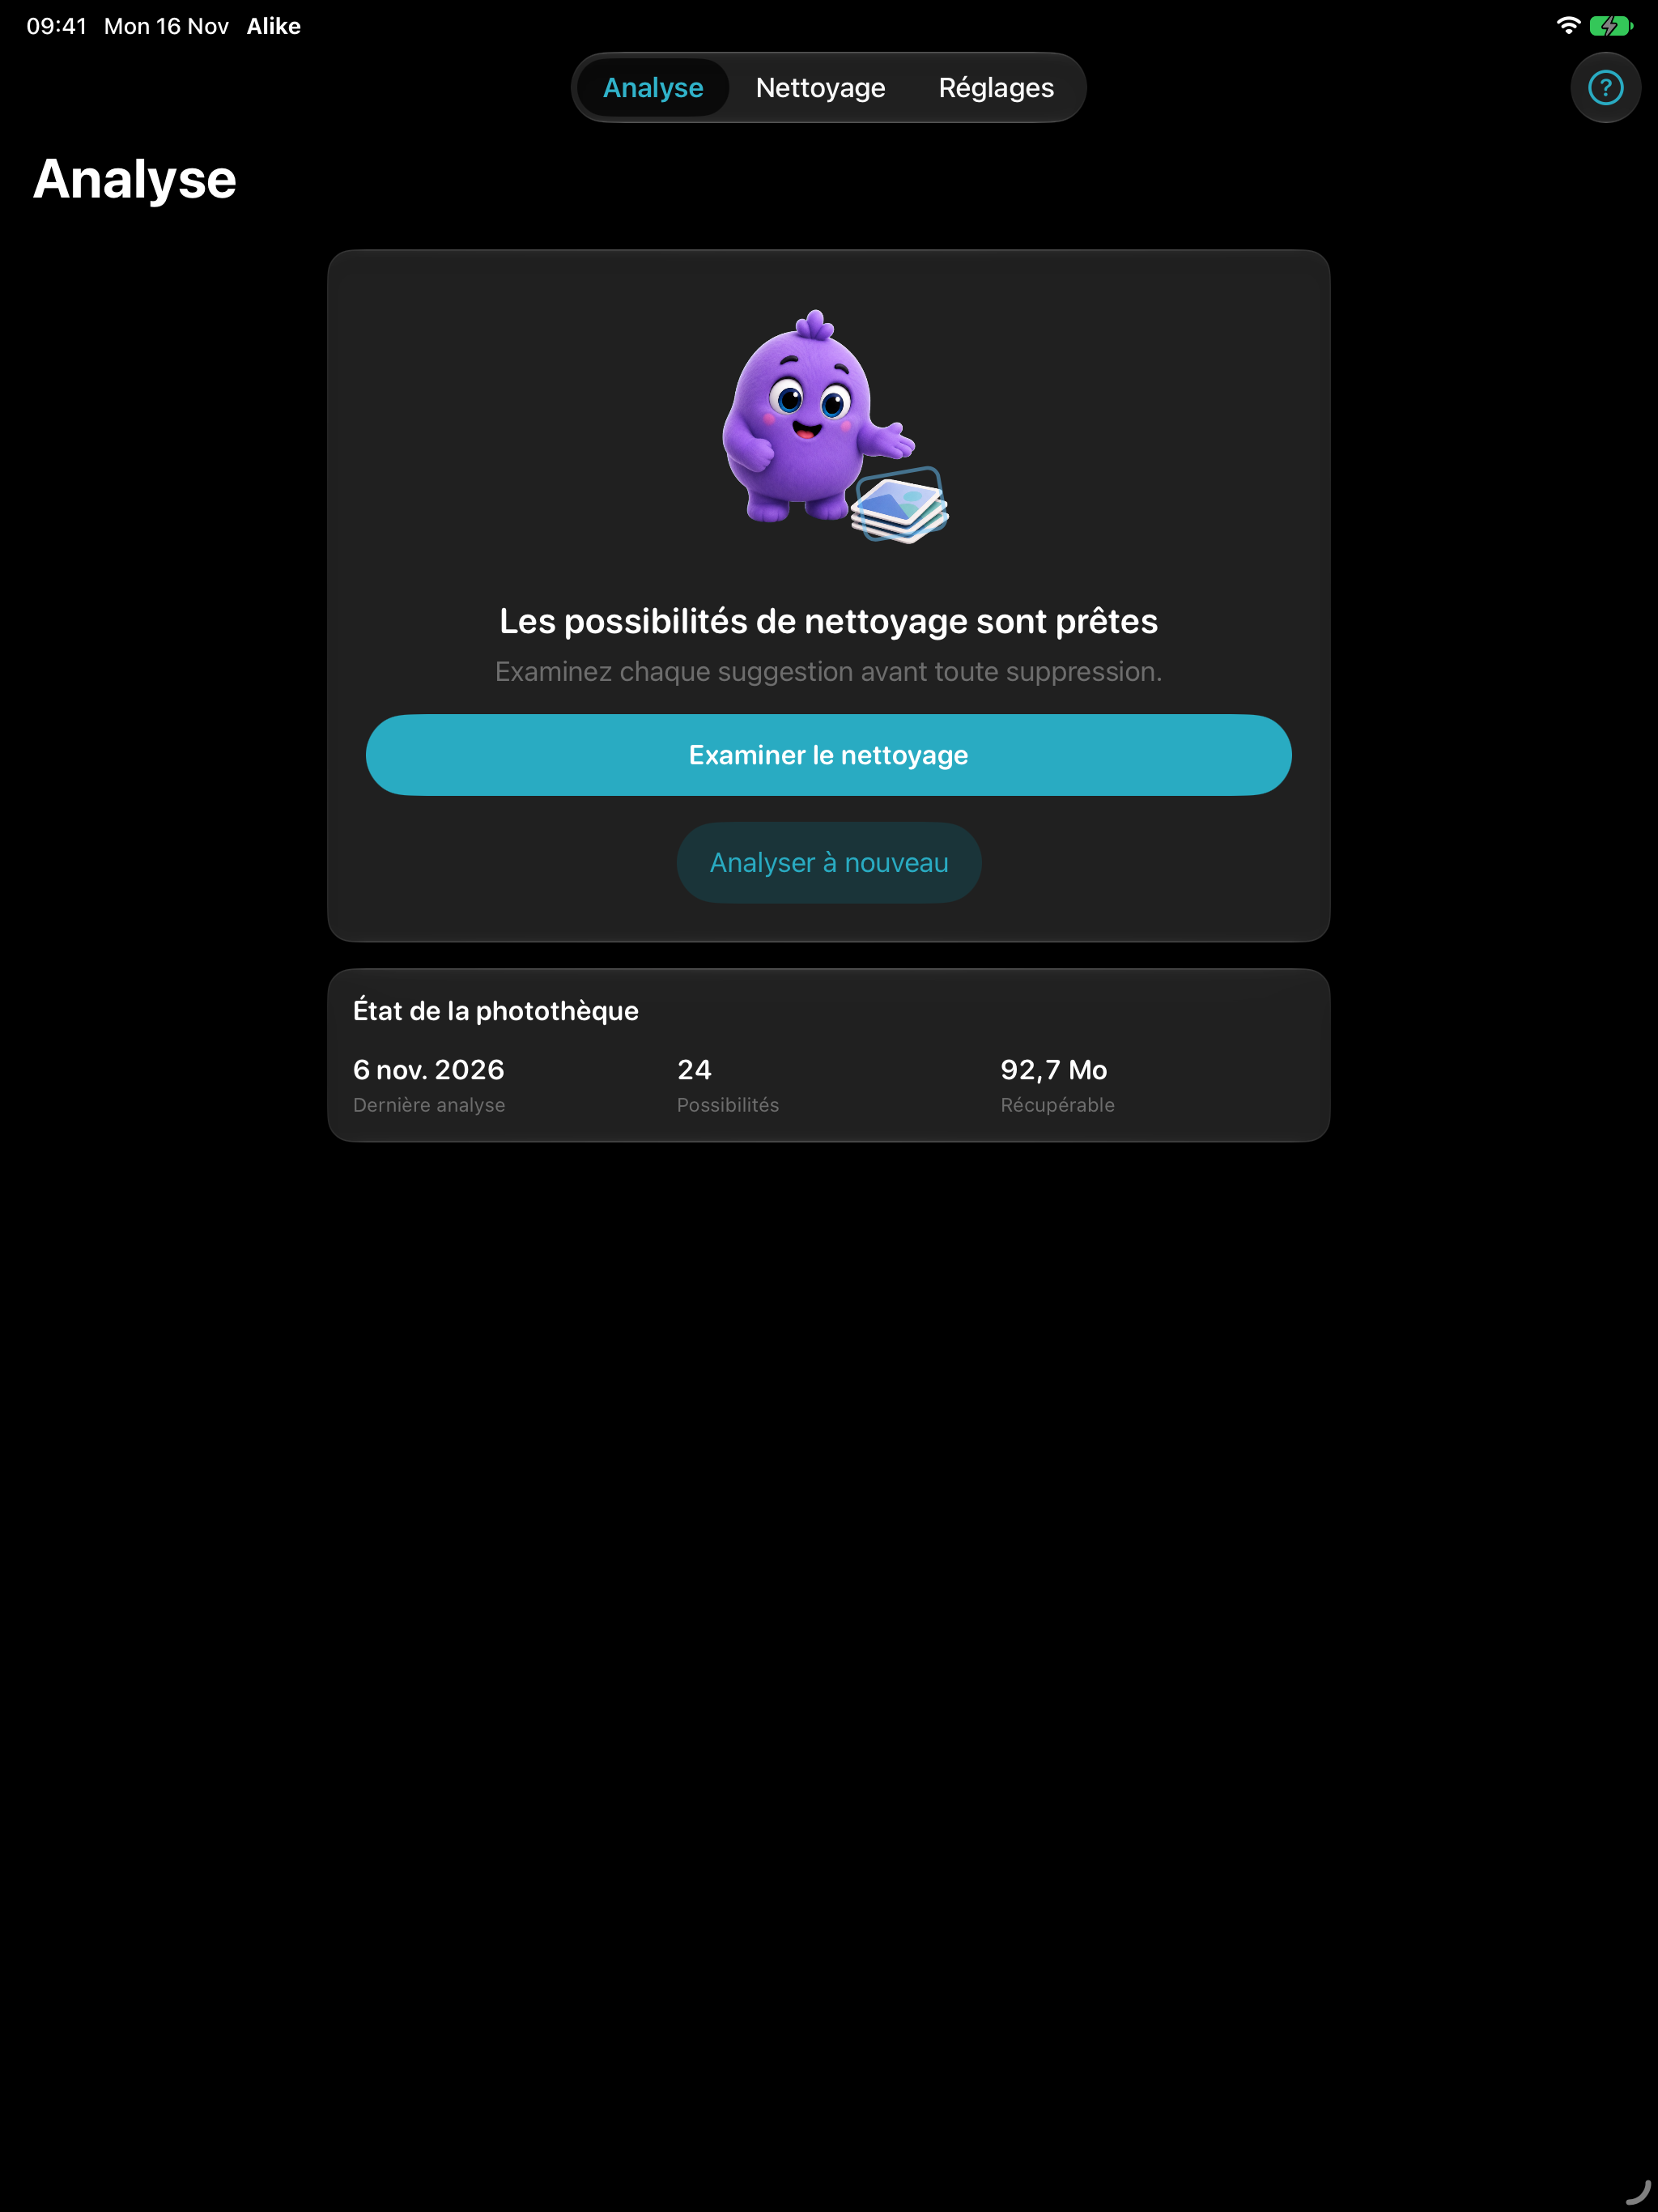 09:41 Mon 16 Nov Alike
Analyse Nettoyage Réglages ?
Analyse
Les possibilités de nettoyage sont prêtes
Examinez chaque suggestion avant toute suppression.
Examiner le nettoyage
Analyser à nouveau
État de la photothèque
6 nov. 2026 24 92,7 Mo
Dernière analyse Possibilités Récupérable